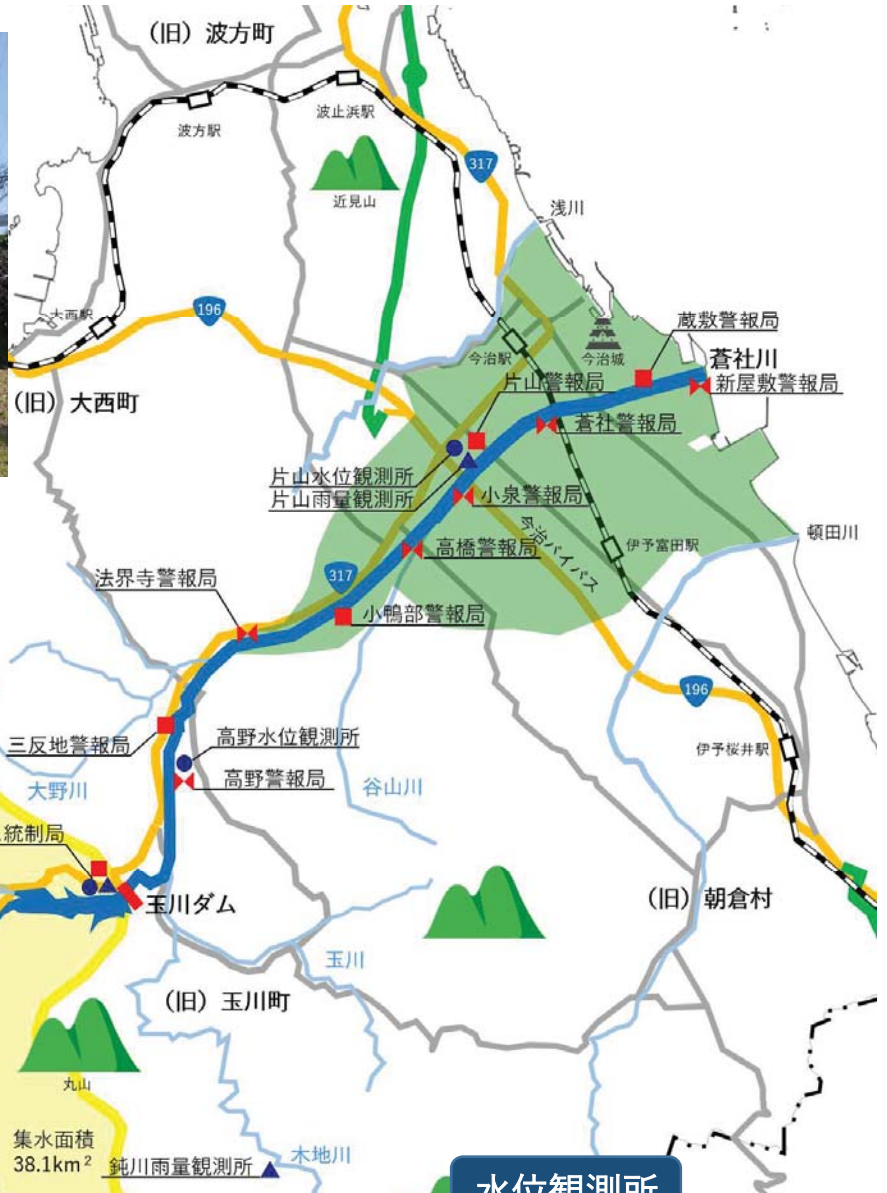 （旧）波方町
波止浜駅
波方駅
317
近見山
浅川
196
大西駅
蔵敷警報局
今治駅
今治城
蒼社川
片山警報局
新屋敷警報局
（旧）大西町
蒼社警報局
片山水位観測所
片山雨量観測所
小泉警報局
今治バイパス
頓田川
高橋警報局
伊予富田駅
法界寺警報局
317
小鴨部警報局
196
三反地警報局
高野水位観測所
伊予桜井駅
大野川
高野警報局
谷山川
統制局
玉川ダム
（旧）朝倉村
玉川
（旧）玉川町
丸山
集水面積
38.1km²
鈍川雨量観測所
木地川
水位観測所